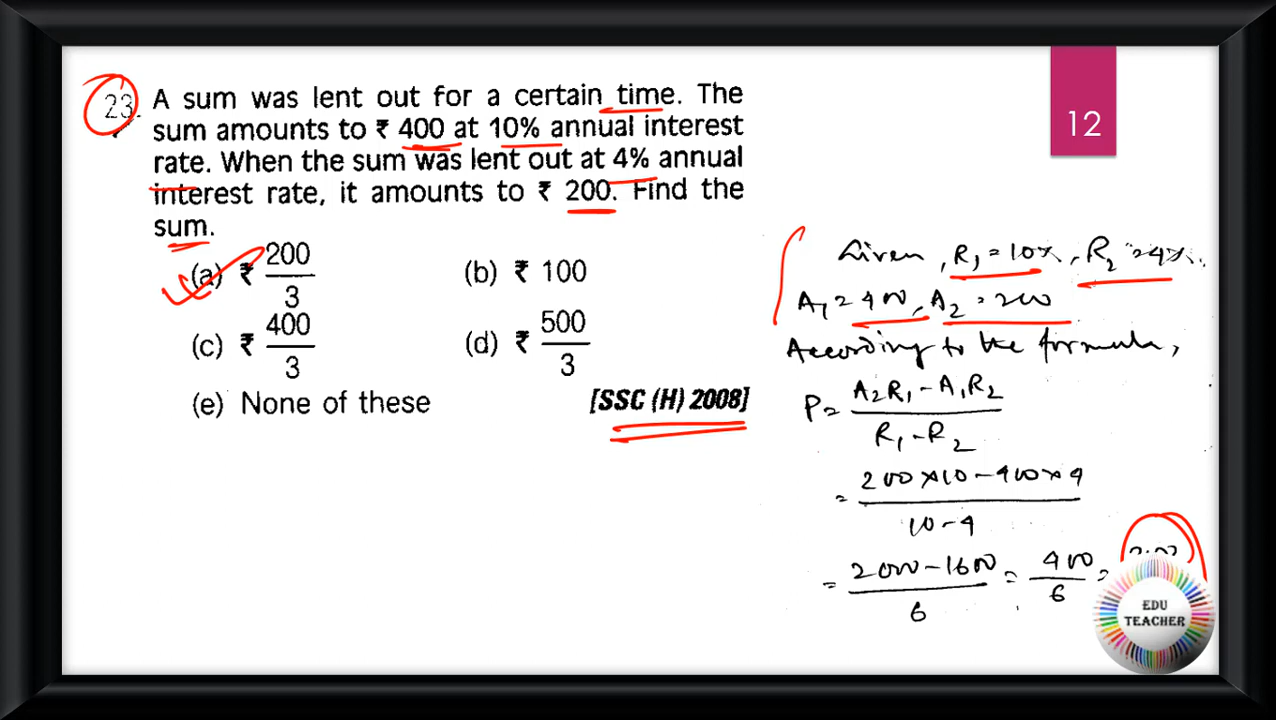 12
23. A sum was lent out for a certain time. The
sum amounts to ₹ 400 at 10% annual interest
rate. When the sum was lent out at 4% annual
interest rate, it amounts to ₹ 200. Find the
sum.
(a) ₹ 200/3 (b) ₹ 100
(c) ₹ 400/3 (d) ₹ 500/3
(e) None of these [SSC (H) 2008]
Given, R₁ = 10%, R₂ = 4%.
A₁ = 400, A₂ = 200
According to the formula,
P = (A₂R₁ - A₁R₂)/(R₁ - R₂)
= (200×10 - 400×4)/(10-4)
= (2000-1600)/6 = 400/6 =
EDU
TEACHER